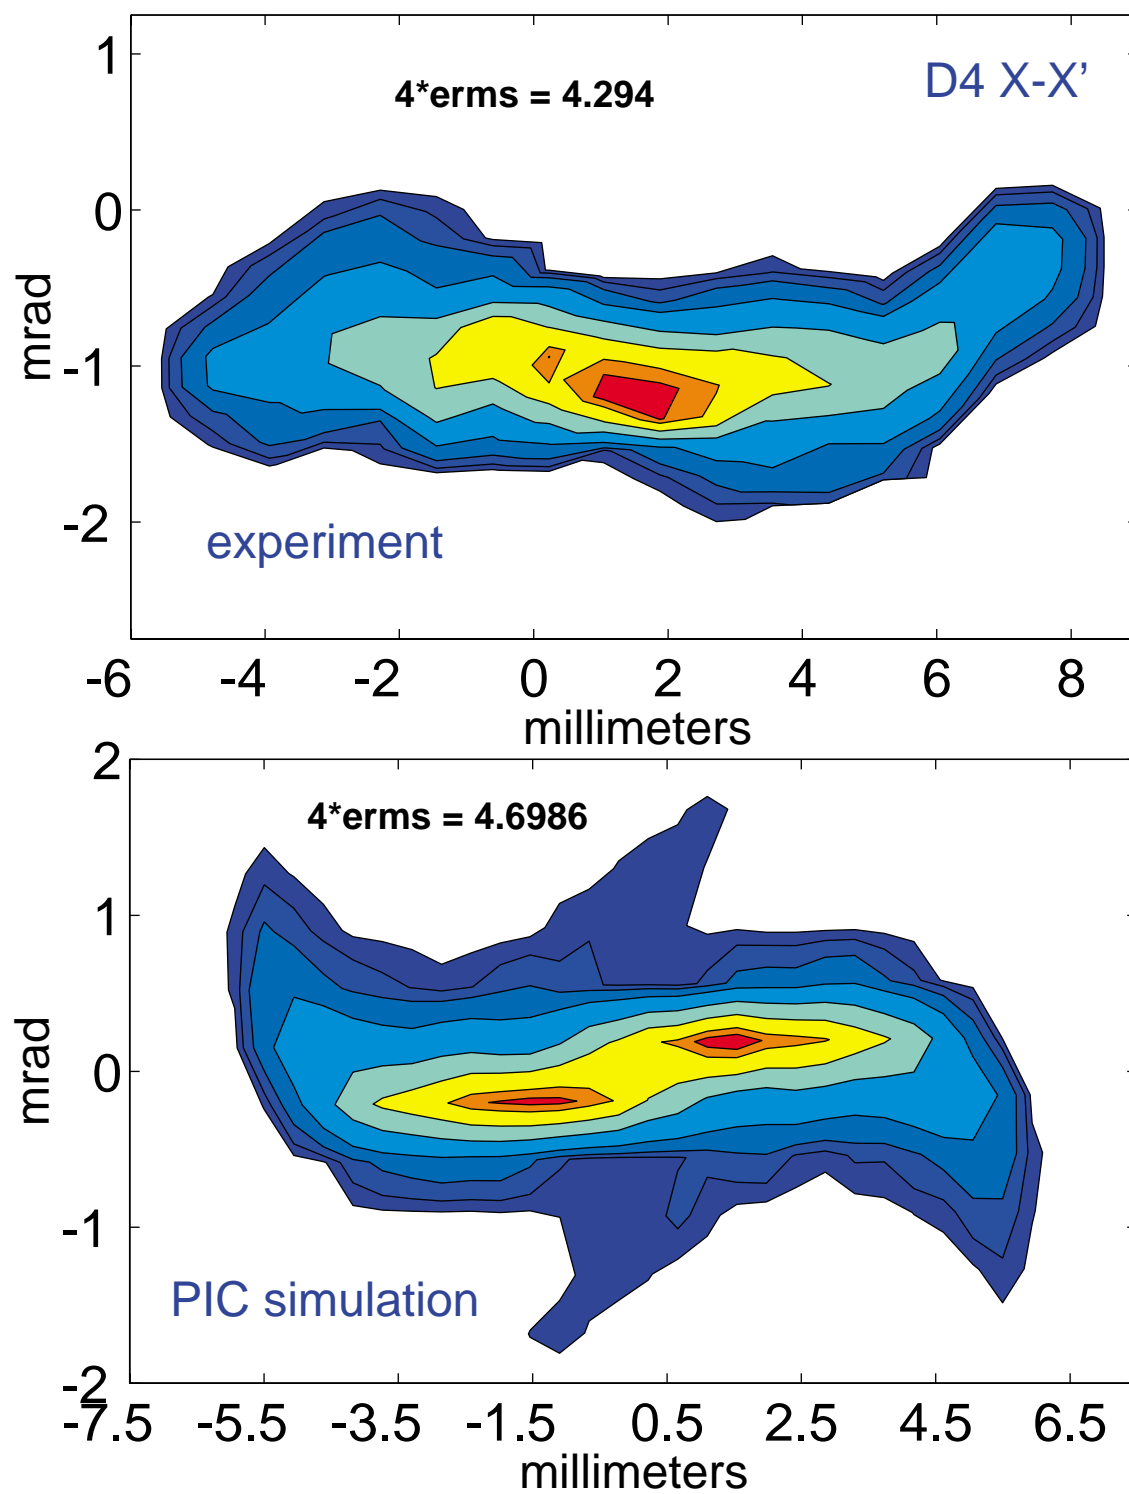 1
D4 X-X’
4*erms = 4.294
0
mrad
-1
-2
experiment
-6 -4 -2 0 2 4 6 8
millimeters
2
4*erms = 4.6986
1
mrad
0
-1
PIC simulation
-2
-7.5 -5.5 -3.5 -1.5 0.5 2.5 4.5 6.5
millimeters